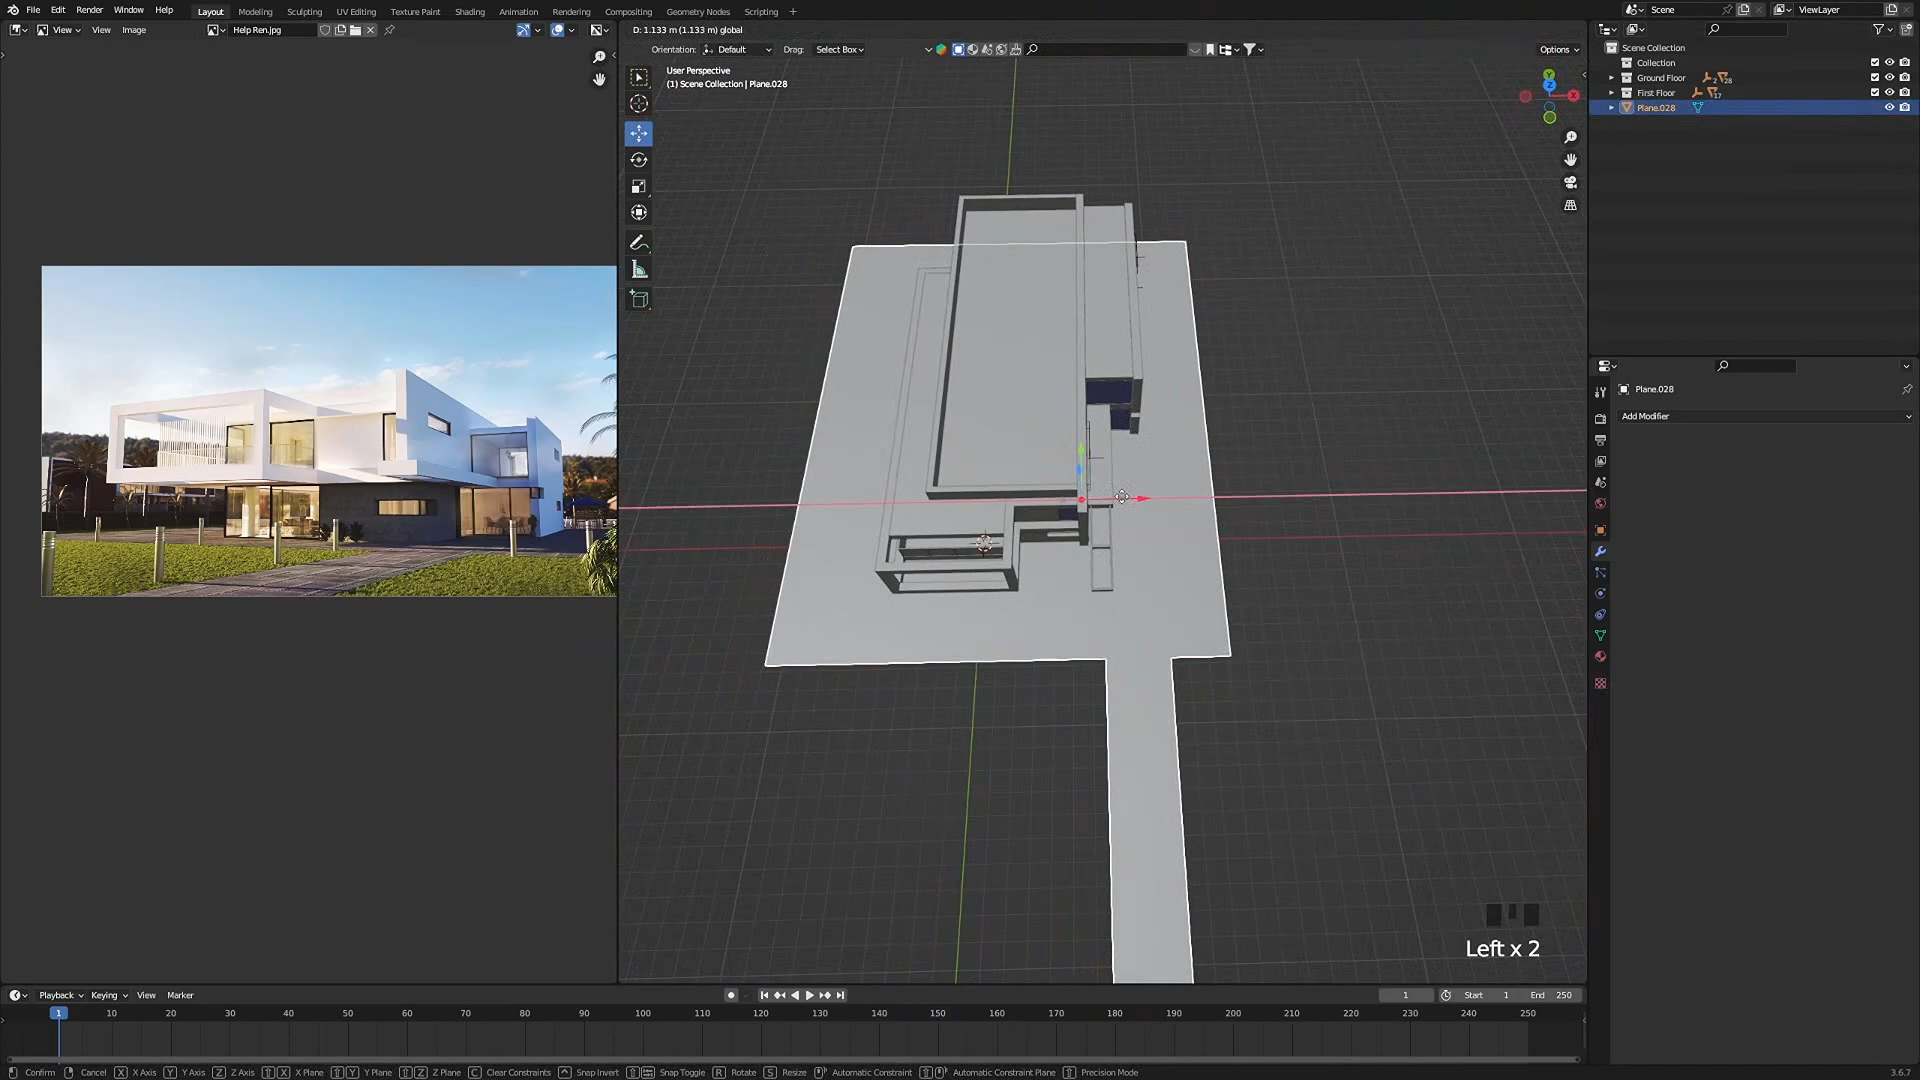 File Edit Render Window Help Layout Modeling Sculpting UV Editing Texture Paint Shading Animation Rendering Compositing Geometry Nodes Scripting + Scene ViewLayer
View View Image Help Ren.jpg D: 1.133 m (1.133 m) global
Orientation: Default Drag: Select Box Options
User Perspective
(1) Scene Collection | Plane.028
Scene Collection
Collection
Ground Floor 2 28
First Floor 17
Plane.028
Plane.028
Add Modifier
Left x 2
Playback Keying View Marker 1 Start 1 End 250
1 10 20 30 40 50 60 70 80 90 100 110 120 130 140 150 160 170 180 190 200 210 220 230 240 250
Confirm Cancel X X Axis Y Y Axis Z Z Axis X X Plane Y Y Plane Z Z Plane C Clear Constraints Snap Invert Snap Toggle R Rotate S Resize Automatic Constraint Automatic Constraint Plane Precision Mode 3.6.7